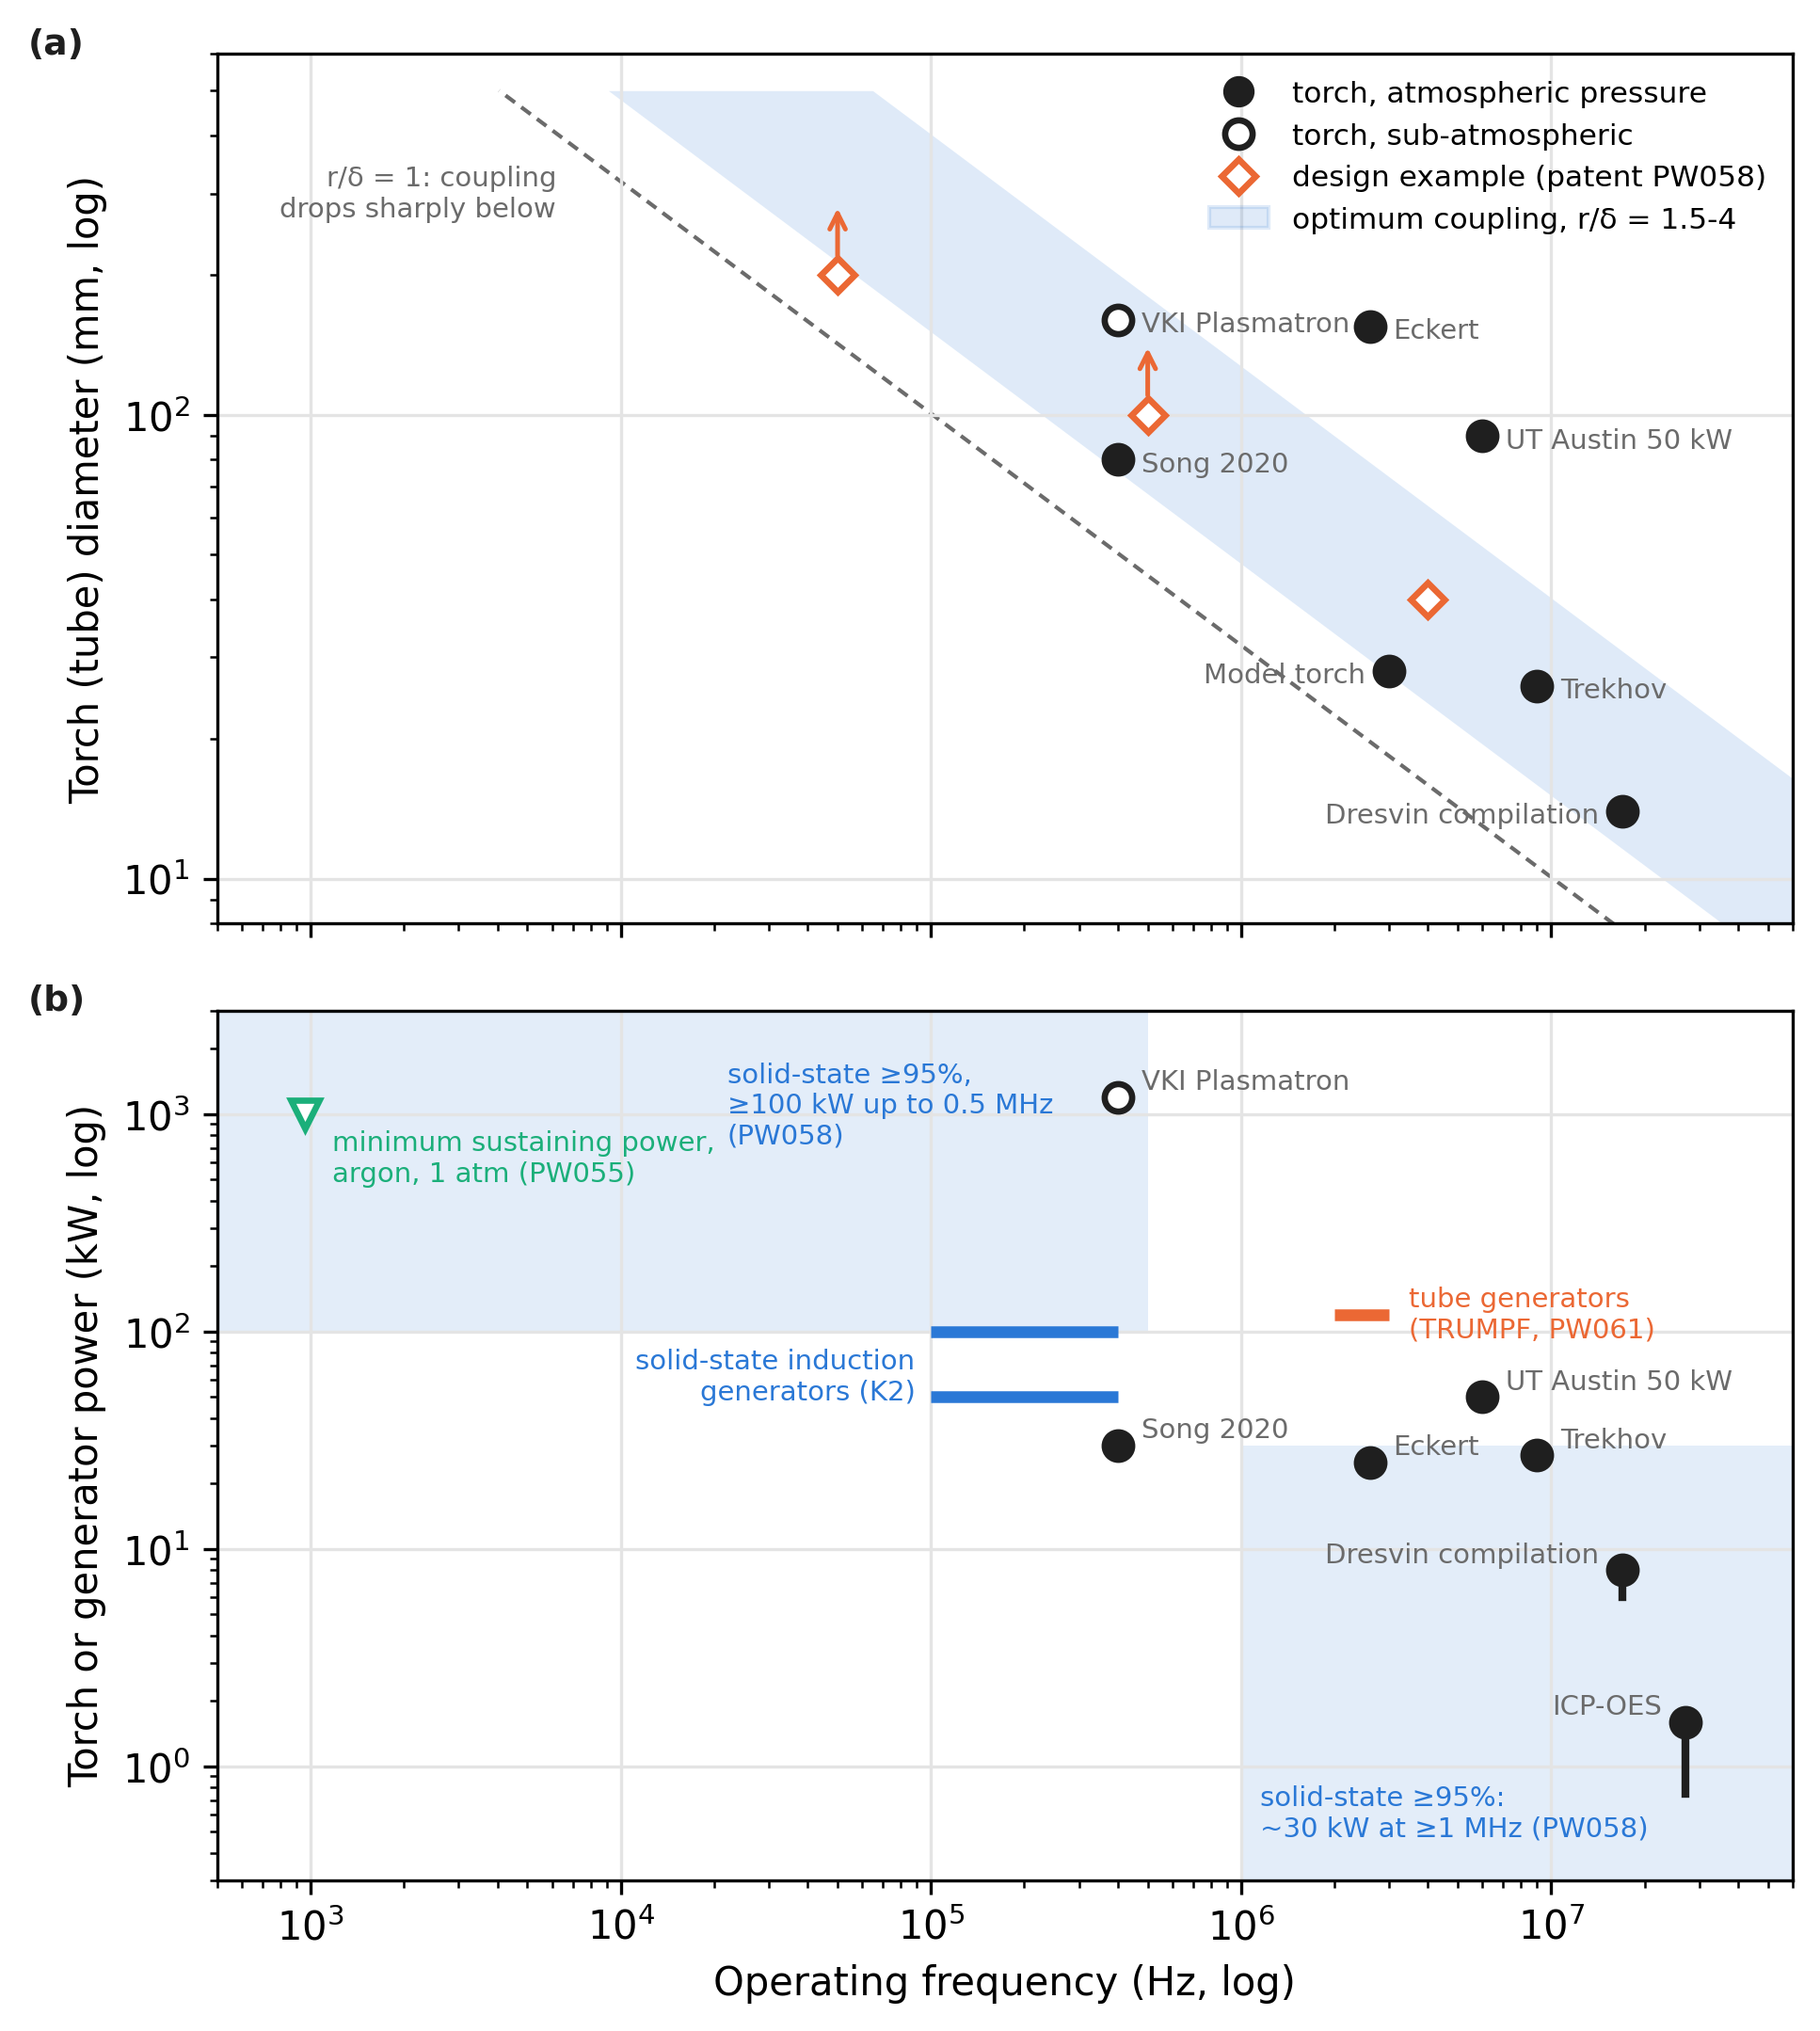 (a)
torch, atmospheric pressure
torch, sub-atmospheric
design example (patent PW058)
optimum coupling, r/δ = 1.5-4
r/δ = 1: coupling
drops sharply below
VKI Plasmatron
Eckert
UT Austin 50 kW
Song 2020
Model torch
Trekhov
Dresvin compilation
Torch (tube) diameter (mm, log)
10²
10¹
(b)
solid-state ≥95%,
≥100 kW up to 0.5 MHz
(PW058)
VKI Plasmatron
minimum sustaining power,
argon, 1 atm (PW055)
tube generators
(TRUMPF, PW061)
solid-state induction
generators (K2)
UT Austin 50 kW
Song 2020
Eckert
Trekhov
Dresvin compilation
ICP-OES
solid-state ≥95%:
~30 kW at ≥1 MHz (PW058)
Torch or generator power (kW, log)
10³
10²
10¹
10⁰
10³ 10⁴ 10⁵ 10⁶ 10⁷
Operating frequency (Hz, log)